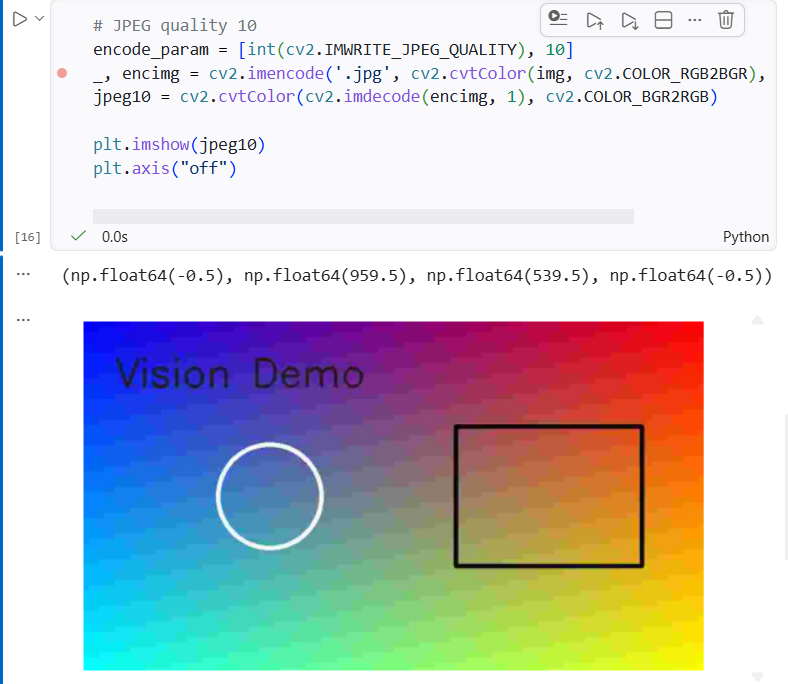 # JPEG quality 10
encode_param = [int(cv2.IMWRITE_JPEG_QUALITY), 10]
_, encimg = cv2.imencode('.jpg', cv2.cvtColor(img, cv2.COLOR_RGB2BGR),
jpeg10 = cv2.cvtColor(cv2.imdecode(encimg, 1), cv2.COLOR_BGR2RGB)
plt.imshow(jpeg10)
plt.axis("off")
[16] 0.0s Python
(np.float64(-0.5), np.float64(959.5), np.float64(539.5), np.float64(-0.5))
Vision Demo